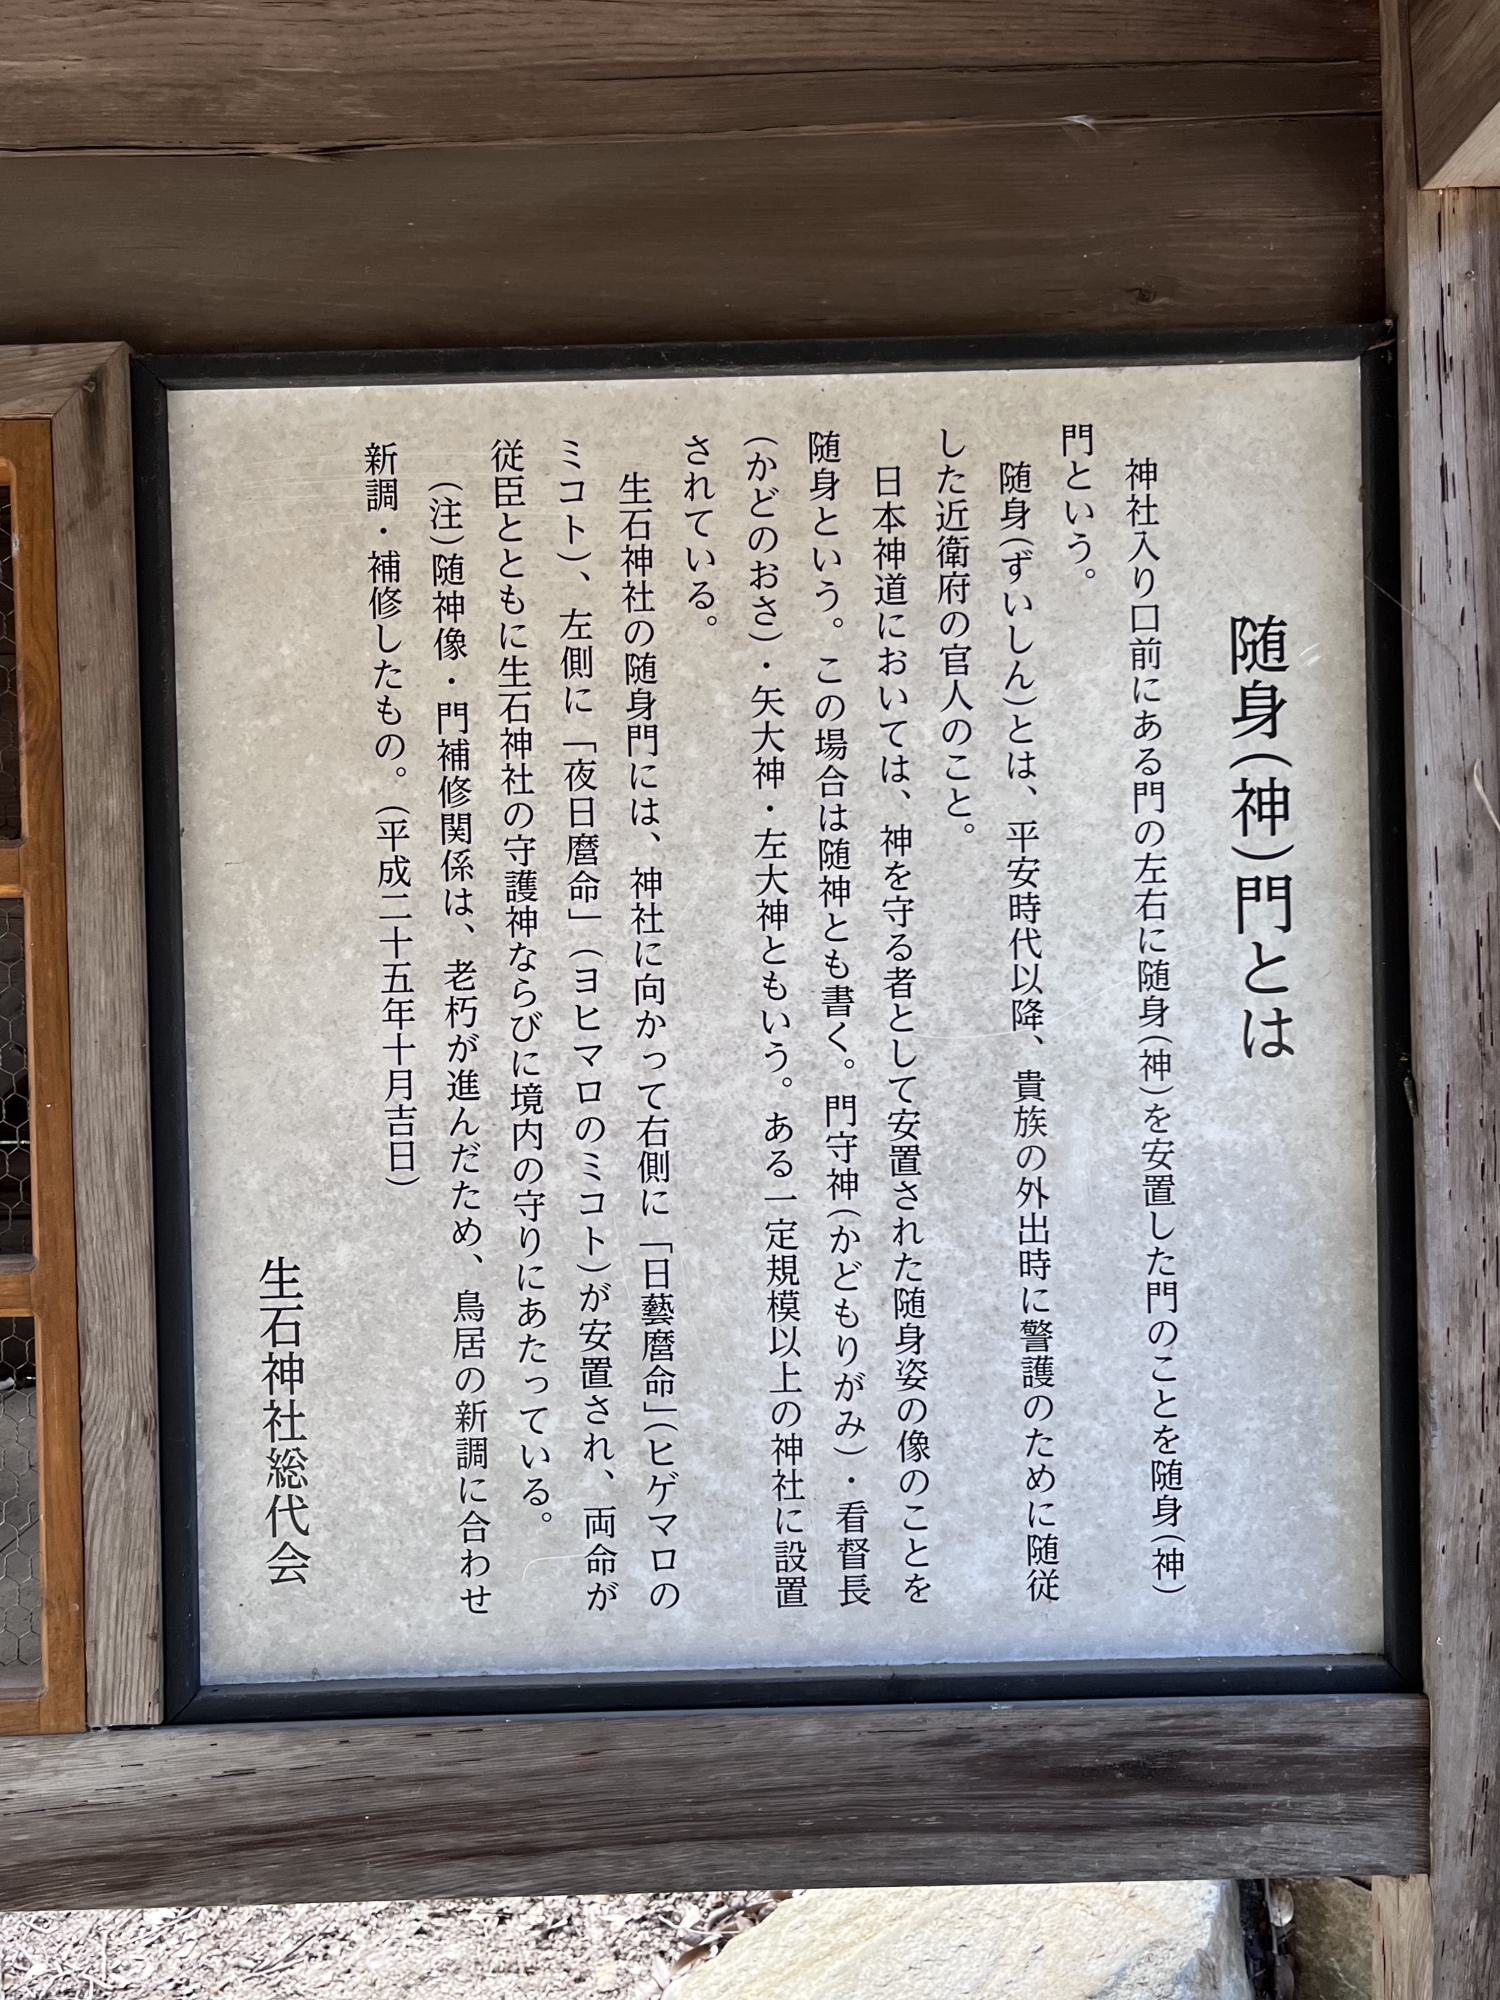 随身(神)門とは
神社入り口前にある門の左右に随身(神)を安置した門のことを随身(神)
門という。
随身(ずいしん)とは、平安時代以降、貴族の外出時に警護のために随従
した近衛府の官人のこと。
日本神道においては、神を守る者として安置された随身姿の像のことを
随身という。この場合は随神とも書く。門守神(かどもりがみ)・看督長
(かどのおさ)・矢大神・左大神ともいう。ある一定規模以上の神社に設置
されている。
生石神社の随身門には、神社に向かって右側に「日藝麿命」(ヒゲマロの
ミコト)、左側に「夜日麿命」(ヨヒマロのミコト)が安置され、両命が
従臣とともに生石神社の守護神ならびに境内の守りにあたっている。
(注)随神像・門補修関係は、老朽が進んだため、鳥居の新調に合わせ
新調・補修したもの。(平成二十五年十月吉日)
生石神社総代会